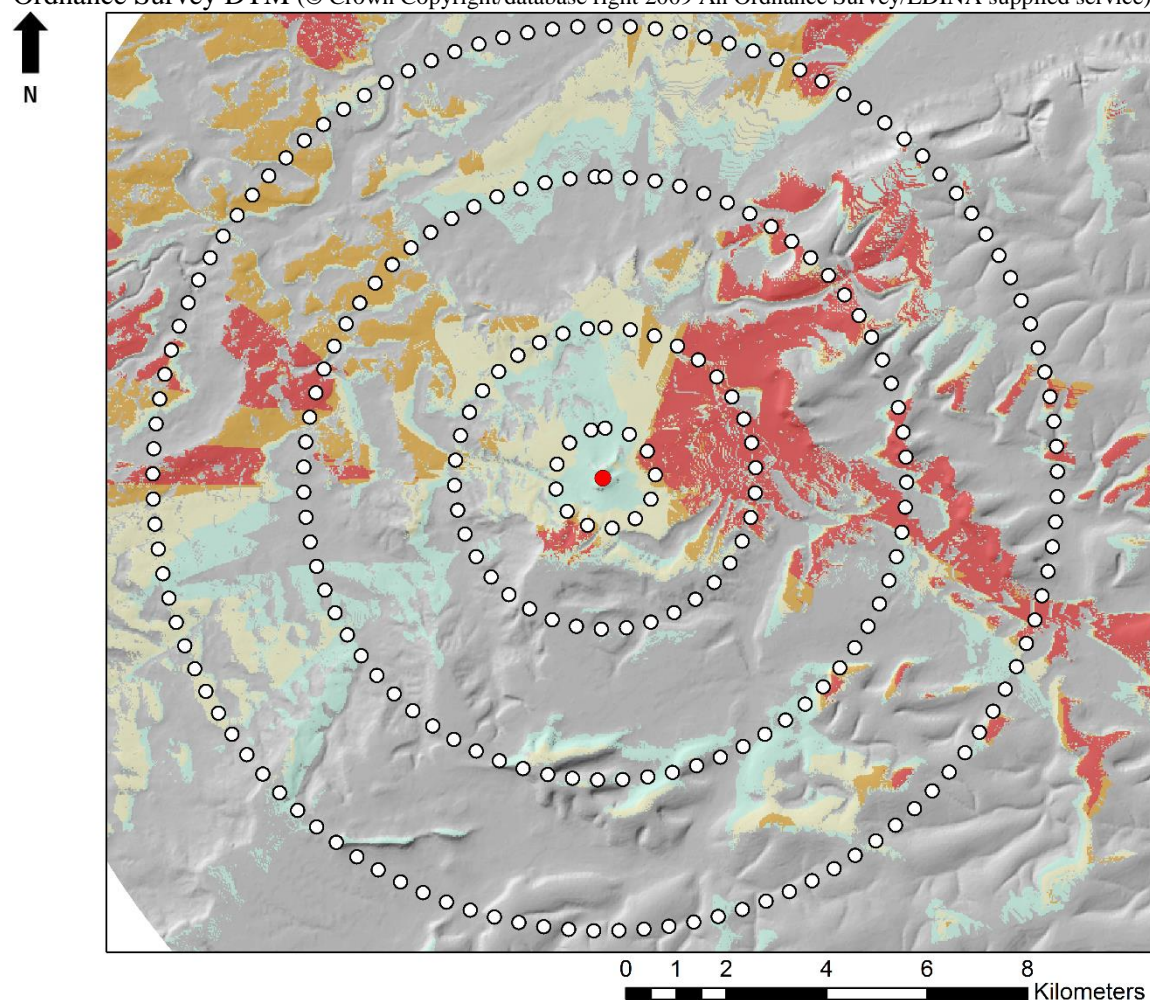 Ordnance Survey DTM (© Crown Copyright/database right 2009 An Ordnance Survey/EDINA supplied service)
N
0 1 2 4 6 8
Kilometers